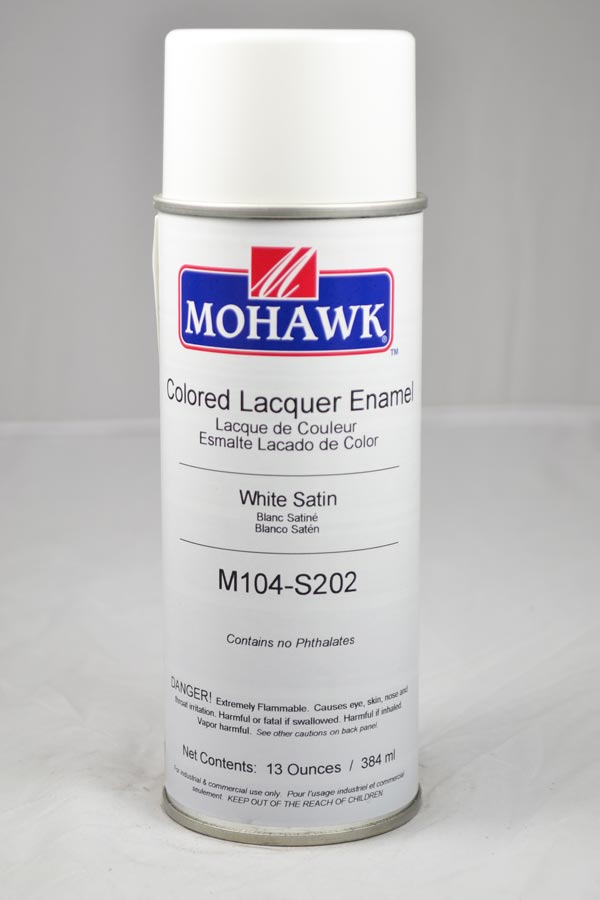 MOHAWK®
™
Colored Lacquer Enamel
Lacque de Couleur
Esmalte Lacado de Color
White Satin
Blanc Satiné
Blanco Satén
M104-S202
Contains no Phthalates
DANGER! Extremely Flammable. Causes eye, skin, nose and
throat irritation. Harmful or fatal if swallowed. Harmful if inhaled.
Vapor harmful. See other cautions on back panel
Net Contents: 13 Ounces / 384 ml
For industrial & commercial use only. Pour l'usage industriel et commercial
seulement. KEEP OUT OF THE REACH OF CHILDREN.